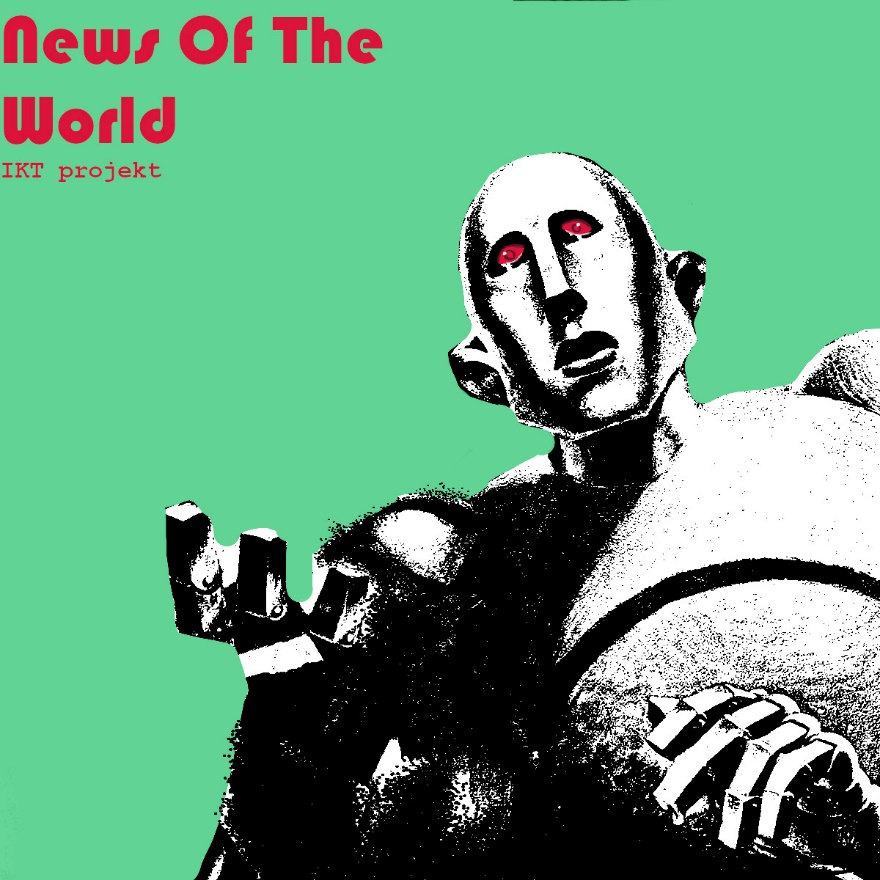 News Of The
World
IKT projekt